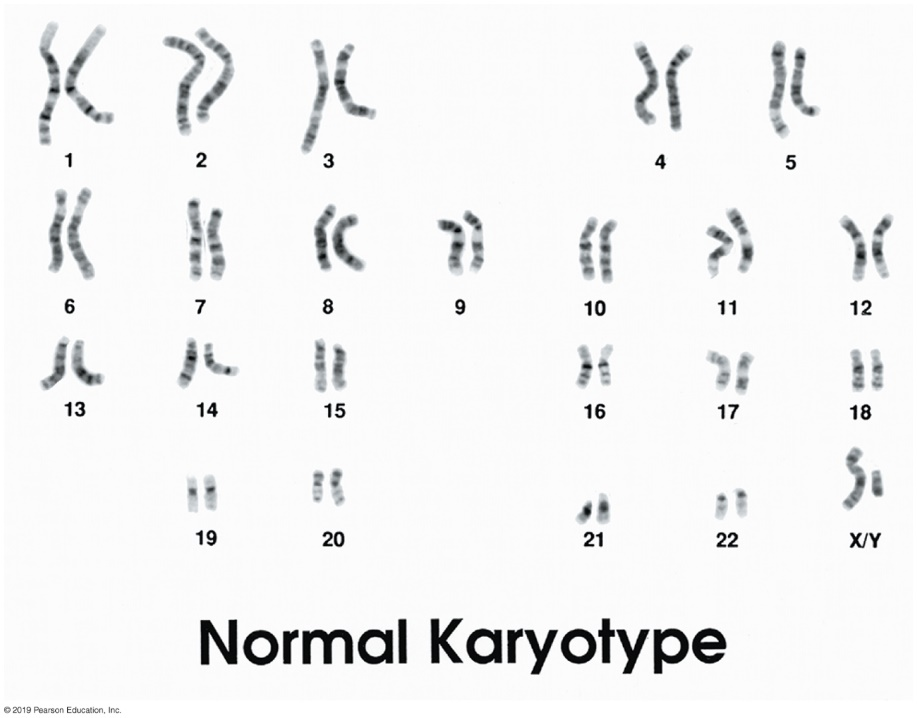 1 2 3 4 5
6 7 8 9 10 11 12
13 14 15 16 17 18
19 20 21 22 X/Y
Normal Karyotype
© 2019 Pearson Education, Inc.